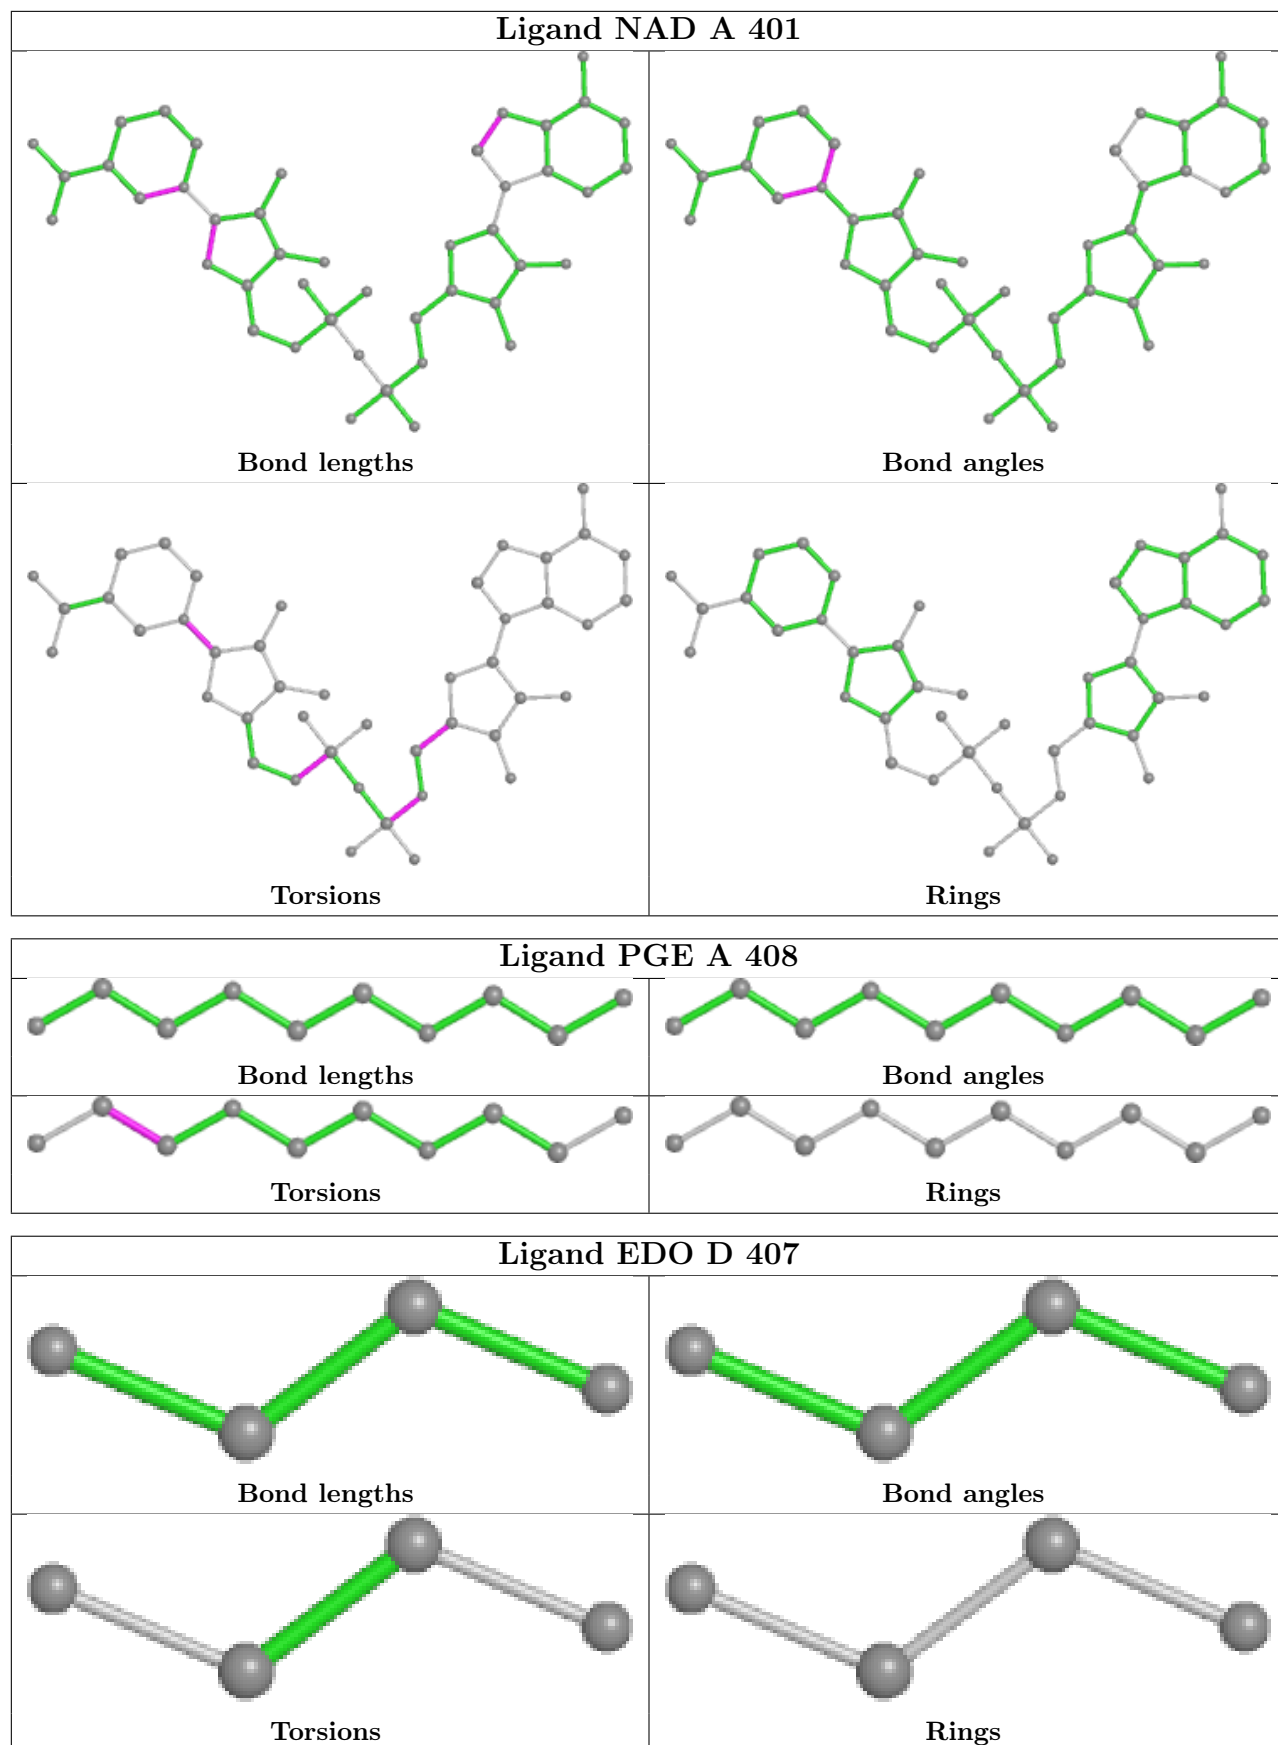 Ligand NAD A 401
Bond lengths
Bond angles
Torsions
Rings
Ligand PGE A 408
Bond lengths
Bond angles
Torsions
Rings
Ligand EDO D 407
Bond lengths
Bond angles
Torsions
Rings